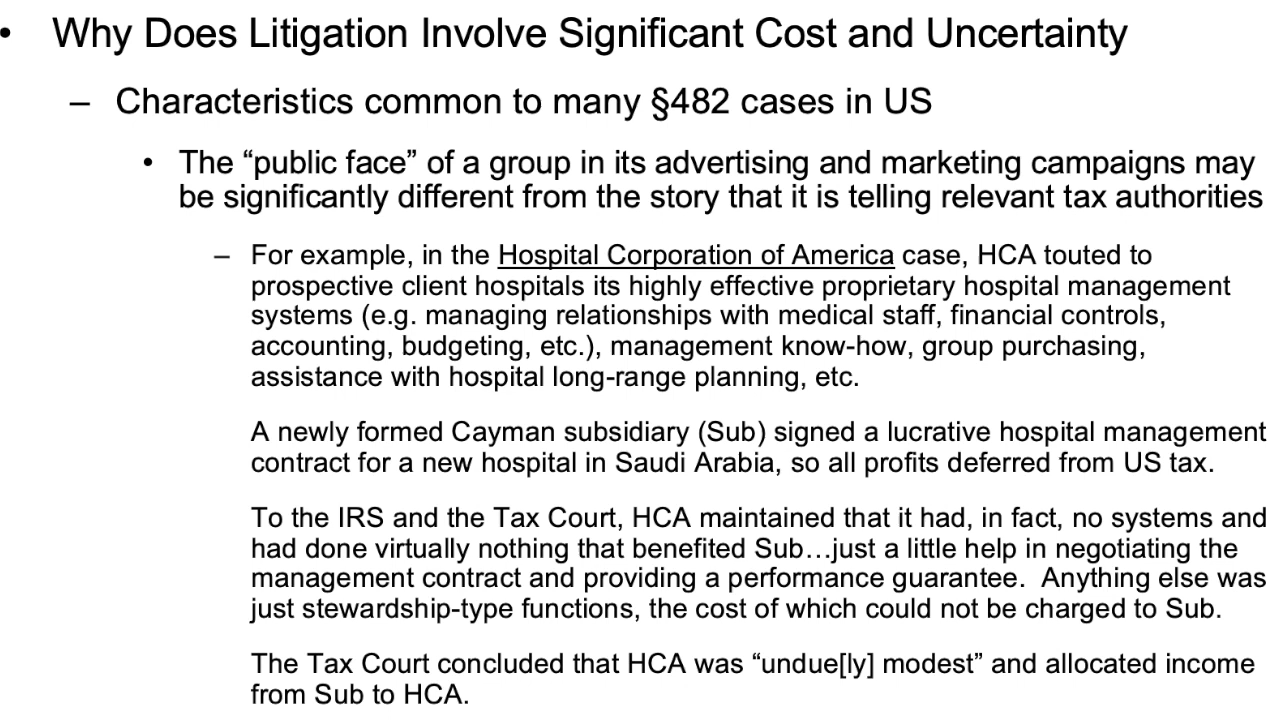 • Why Does Litigation Involve Significant Cost and Uncertainty
– Characteristics common to many §482 cases in US
• The “public face” of a group in its advertising and marketing campaigns may
be significantly different from the story that it is telling relevant tax authorities
– For example, in the Hospital Corporation of America case, HCA touted to
prospective client hospitals its highly effective proprietary hospital management
systems (e.g. managing relationships with medical staff, financial controls,
accounting, budgeting, etc.), management know-how, group purchasing,
assistance with hospital long-range planning, etc.
A newly formed Cayman subsidiary (Sub) signed a lucrative hospital management
contract for a new hospital in Saudi Arabia, so all profits deferred from US tax.
To the IRS and the Tax Court, HCA maintained that it had, in fact, no systems and
had done virtually nothing that benefited Sub…just a little help in negotiating the
management contract and providing a performance guarantee.  Anything else was
just stewardship-type functions, the cost of which could not be charged to Sub.
The Tax Court concluded that HCA was “undue[ly] modest” and allocated income
from Sub to HCA.